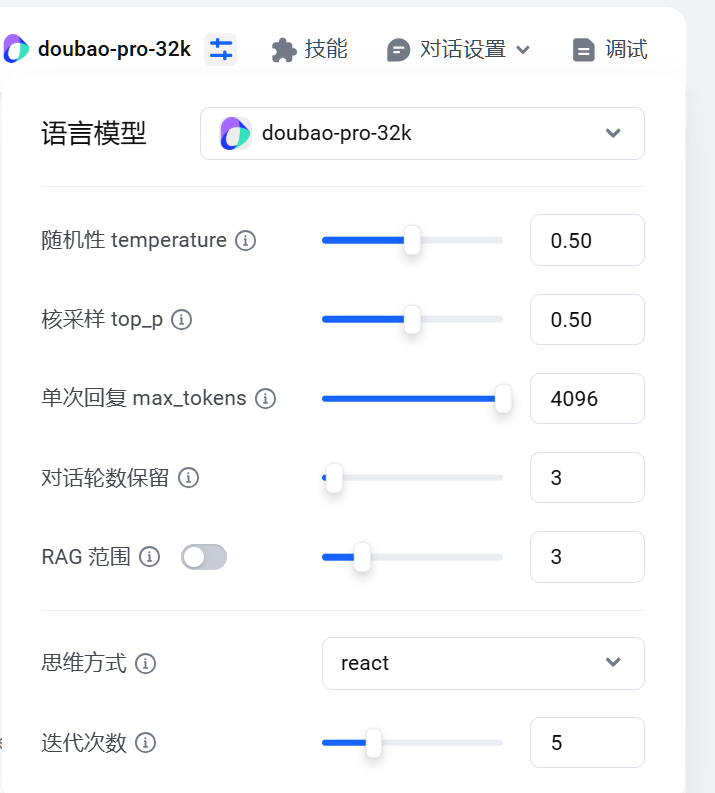 doubao-pro-32k 技能 对话设置 调试
语言模型 doubao-pro-32k
随机性 temperature 0.50
核采样 top_p 0.50
单次回复 max_tokens 4096
对话轮数保留 3
RAG 范围 3
思维方式 react
迭代次数 5